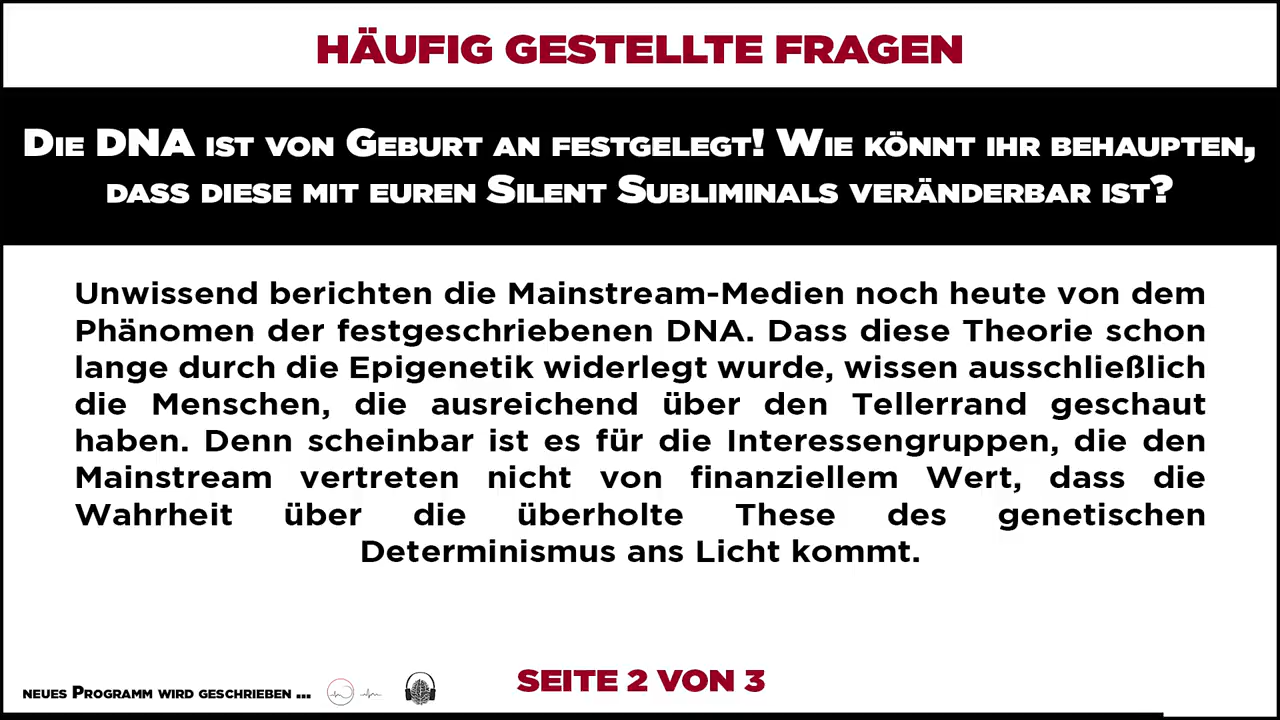 HÄUFIG GESTELLTE FRAGEN
Die DNA ist von Geburt an festgelegt! Wie könnt ihr behaupten,
dass diese mit euren Silent Subliminals veränderbar ist?
Unwissend berichten die Mainstream-Medien noch heute von dem
Phänomen der festgeschriebenen DNA. Dass diese Theorie schon
lange durch die Epigenetik widerlegt wurde, wissen ausschließlich
die Menschen, die ausreichend über den Tellerrand geschaut
haben. Denn scheinbar ist es für die Interessengruppen, die den
Mainstream vertreten nicht von finanziellem Wert, dass die
Wahrheit über die überholte These des genetischen
Determinismus ans Licht kommt.
SEITE 2 VON 3
neues Programm wird geschrieben ...